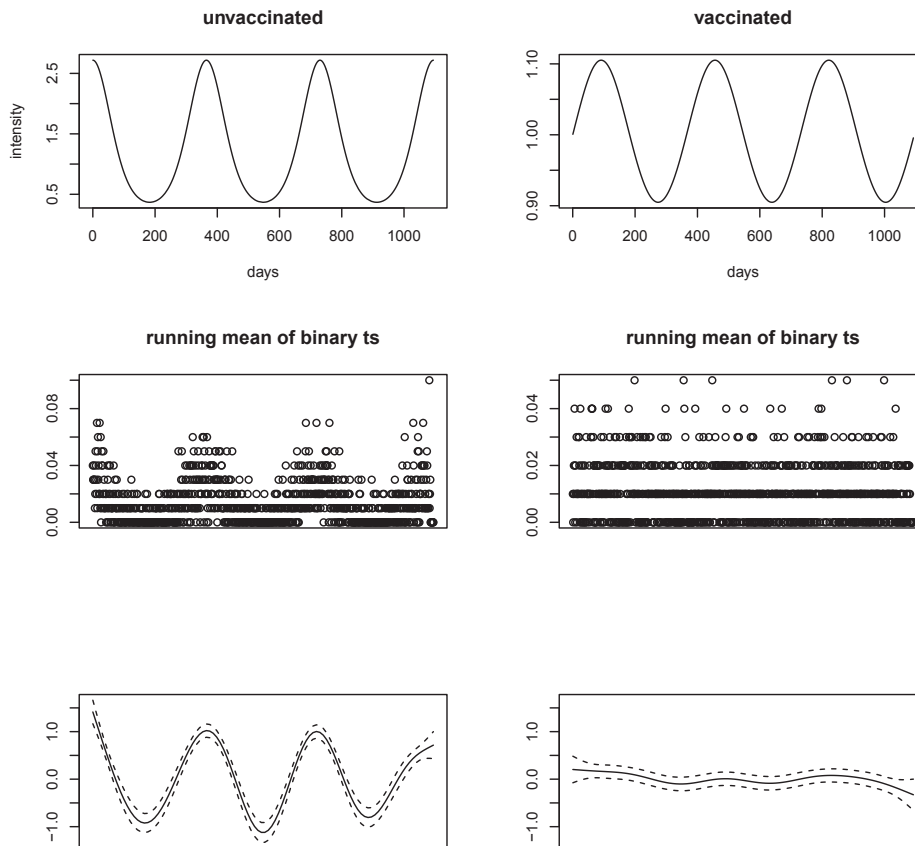 unvaccinated
vaccinated
intensity
0.5 1.5 2.5
0.90 1.00 1.10
0 200 400 600 800 1000
0 200 400 600 800 1000
days
days
running mean of binary ts
running mean of binary ts
0.00 0.04 0.08
0.00 0.02 0.04
−1.0 0.0 1.0
−1.0 0.0 1.0